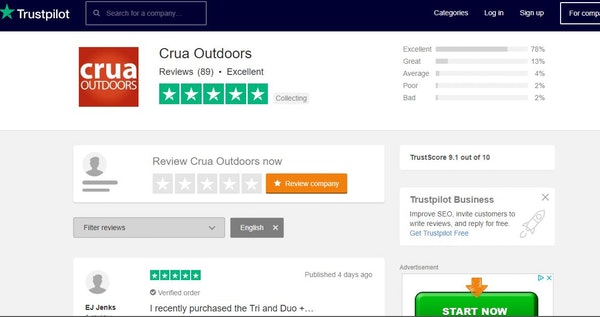 Trustpilot
Search for a company...
Categories
Log in
Sign up
For compa
crua
OUTDOORS
Crua Outdoors
Reviews (89) • Excellent
Collecting
Excellent 78%
Great 13%
Average 4%
Poor 2%
Bad 2%
Review Crua Outdoors now
Review company
TrustScore 9.1 out of 10
Trustpilot Business
Improve SEO, invite customers to
write reviews, and reply for free.
Get Trustpilot Free
Filter reviews
English ✕
Advertisement
Published 4 days ago
Verified order
EJ Jenks
I recently purchased the Tri and Duo +...
START NOW